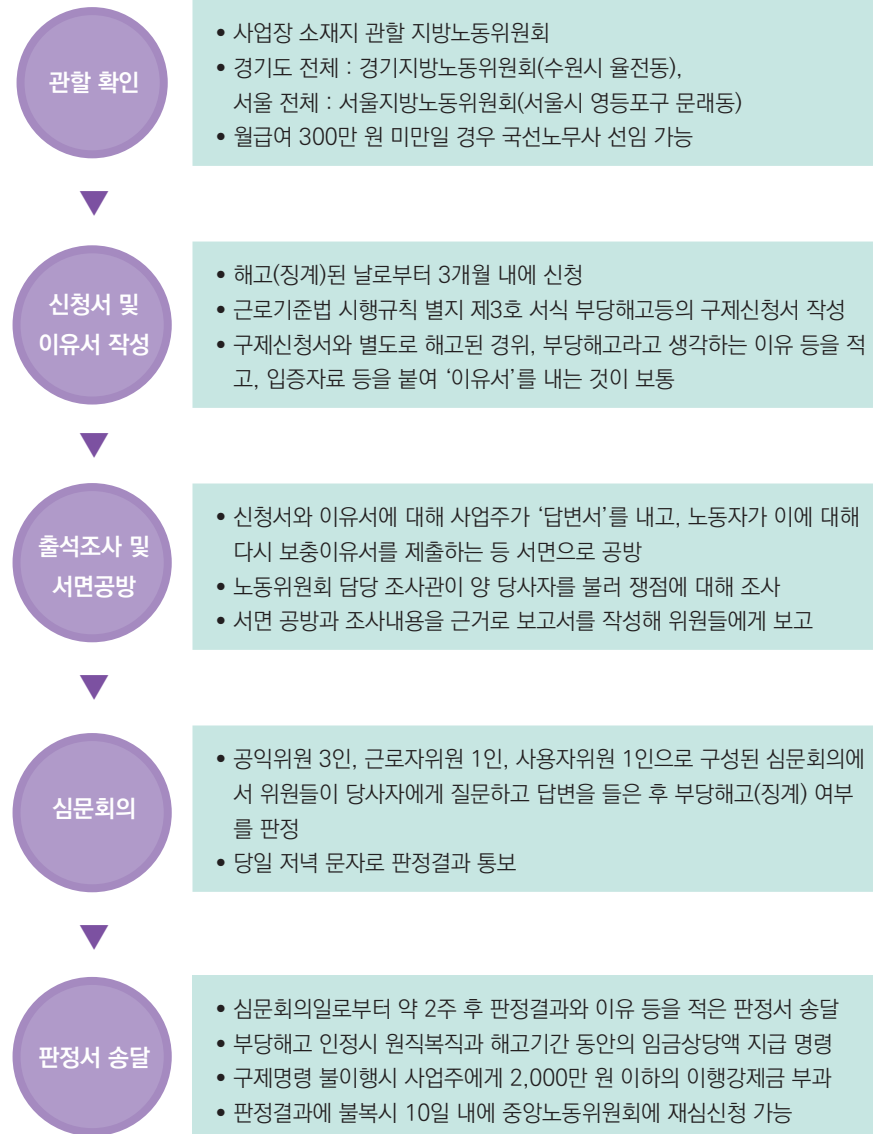 관할 확인
• 사업장 소재지 관할 지방노동위원회
• 경기도 전체 : 경기지방노동위원회(수원시 율전동),
서울 전체 : 서울지방노동위원회(서울시 영등포구 문래동)
• 월급여 300만 원 미만일 경우 국선노무사 선임 가능
신청서 및
이유서 작성
• 해고(징계)된 날로부터 3개월 내에 신청
• 근로기준법 시행규칙 별지 제3호 서식 부당해고등의 구제신청서 작성
• 구제신청서와 별도로 해고된 경위, 부당해고라고 생각하는 이유 등을 적
고, 입증자료 등을 붙여 ‘이유서’를 내는 것이 보통
출석조사 및
서면공방
• 신청서와 이유서에 대해 사업주가 ‘답변서’를 내고, 노동자가 이에 대해
다시 보충이유서를 제출하는 등 서면으로 공방
• 노동위원회 담당 조사관이 양 당사자를 불러 쟁점에 대해 조사
• 서면 공방과 조사내용을 근거로 보고서를 작성해 위원들에게 보고
심문회의
• 공익위원 3인, 근로자위원 1인, 사용자위원 1인으로 구성된 심문회의에
서 위원들이 당사자에게 질문하고 답변을 들은 후 부당해고(징계) 여부
를 판정
• 당일 저녁 문자로 판정결과 통보
판정서 송달
• 심문회의일로부터 약 2주 후 판정결과와 이유 등을 적은 판정서 송달
• 부당해고 인정시 원직복직과 해고기간 동안의 임금상당액 지급 명령
• 구제명령 불이행시 사업주에게 2,000만 원 이하의 이행강제금 부과
• 판정결과에 불복시 10일 내에 중앙노동위원회에 재심신청 가능